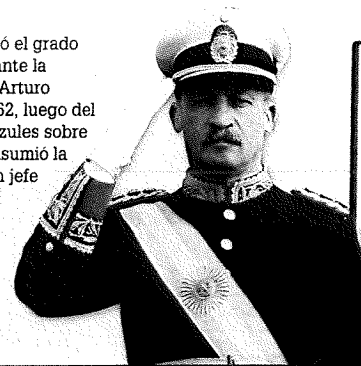 ó el grado
ante la
Arturo
62, luego del
zules sobre
sumió la
n jefe